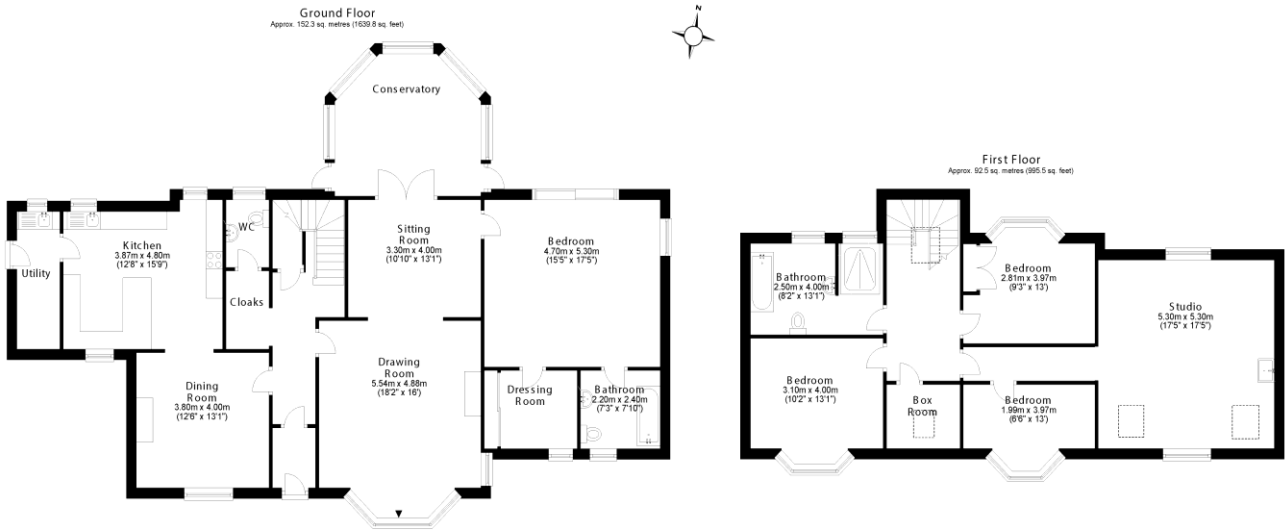 Ground Floor
Approx. 152.3 sq. metres (1639.8 sq. feet)
N
Conservatory
First Floor
Approx. 92.5 sq. metres (995.5 sq. feet)
Kitchen
3.87m x 4.80m
(12'8" x 15'9")
Utility
WC
Cloaks
Sitting
Room
3.30m x 4.00m
(10'10" x 13'1")
Bedroom
4.70m x 5.30m
(15'5" x 17'5")
Dining
Room
3.80m x 4.00m
(12'6" x 13'1")
Drawing
Room
5.54m x 4.88m
(18'2" x 16')
Dressing
Room
Bathroom
2.20m x 2.40m
(7'3" x 7'10")
Bathroom
2.50m x 4.00m
(8'2" x 13'1")
Bedroom
2.81m x 3.97m
(9'3" x 13')
Studio
5.30m x 5.30m
(17'5" x 17'5")
Bedroom
3.10m x 4.00m
(10'2" x 13'1")
Box
Room
Bedroom
1.99m x 3.97m
(6'6" x 13')